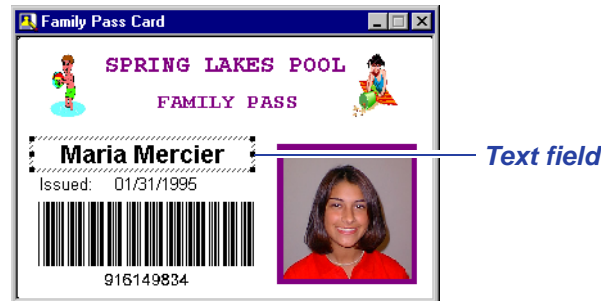 Family Pass Card
SPRING LAKES POOL
FAMILY PASS
Maria Mercier
Text field
Issued: 01/31/1995
916149834